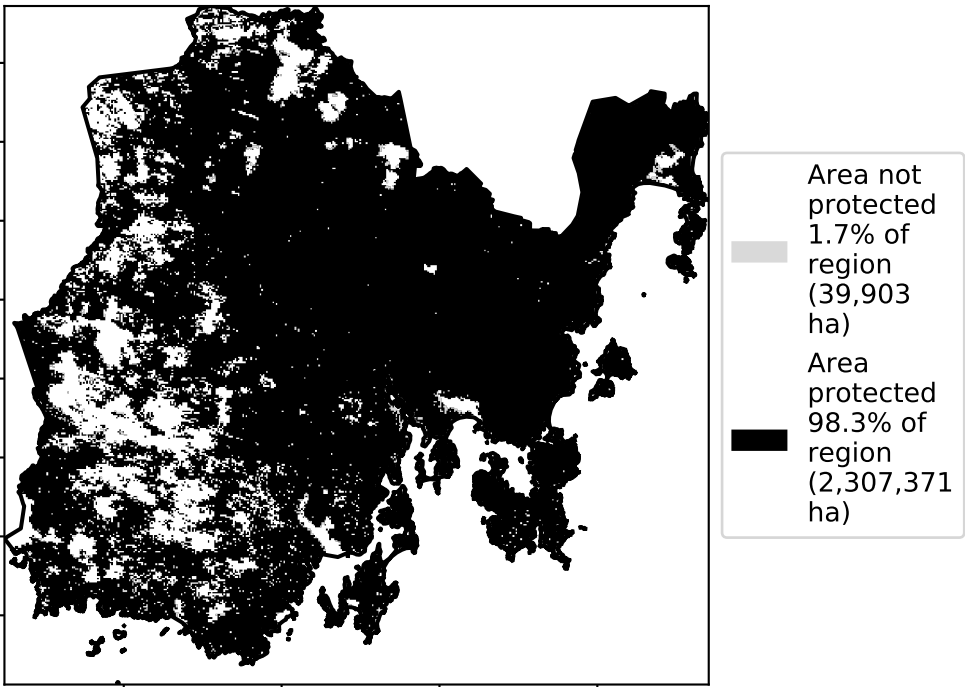 Area not
protected
1.7% of
region
(39,903
ha)
Area
protected
98.3% of
region
(2,307,371
ha)